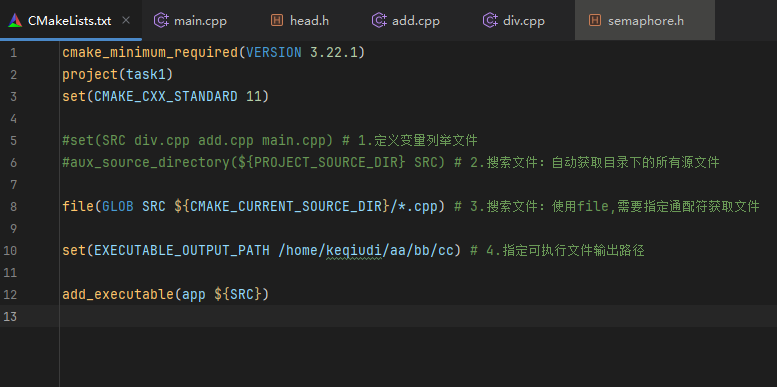 CMakeLists.txt × main.cpp head.h add.cpp div.cpp semaphore.h
1 cmake_minimum_required(VERSION 3.22.1)
2 project(task1)
3 set(CMAKE_CXX_STANDARD 11)
4
5 #set(SRC div.cpp add.cpp main.cpp) # 1.定义变量列举文件
6 #aux_source_directory(${PROJECT_SOURCE_DIR} SRC) # 2.搜索文件：自动获取目录下的所有源文件
7
8 file(GLOB SRC ${CMAKE_CURRENT_SOURCE_DIR}/*.cpp) # 3.搜索文件：使用file,需要指定通配符获取文件
9
10 set(EXECUTABLE_OUTPUT_PATH /home/keqiudi/aa/bb/cc) # 4.指定可执行文件输出路径
11
12 add_executable(app ${SRC})
13